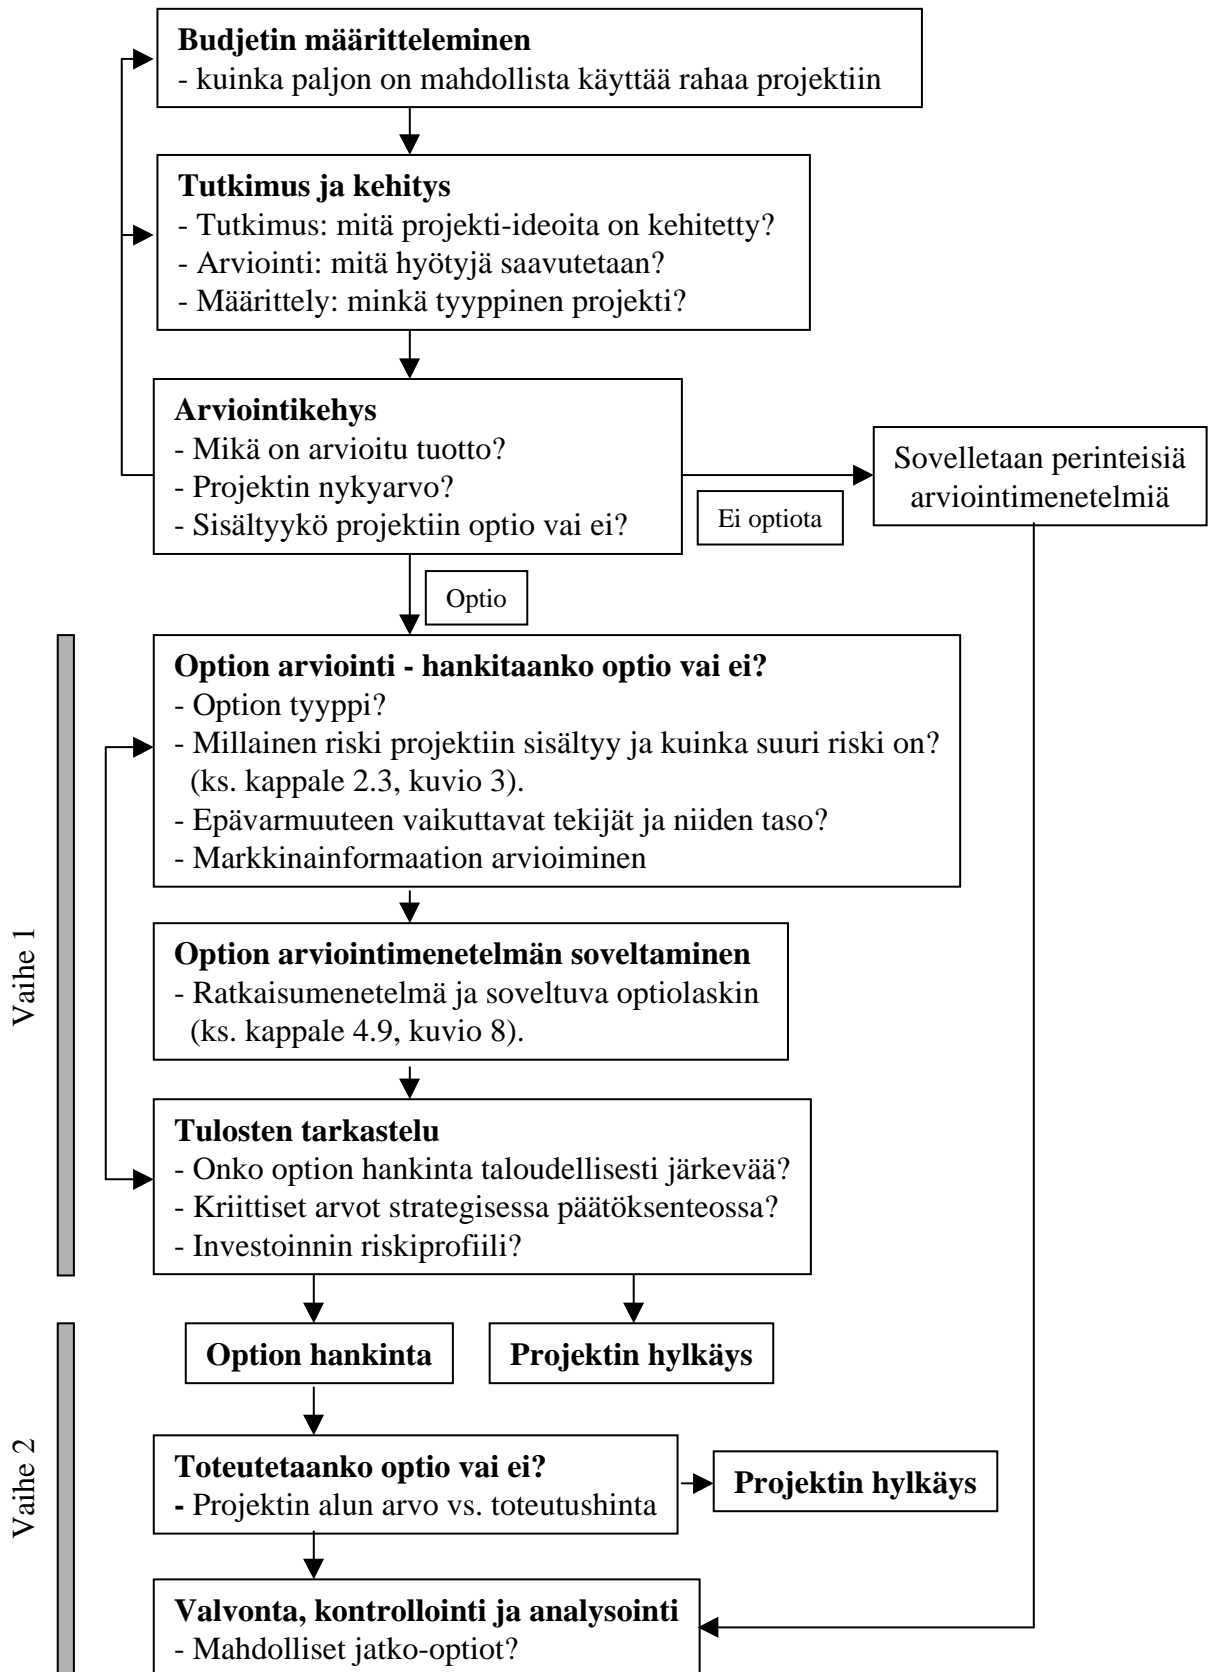 Budjetin määritteleminen
- kuinka paljon on mahdollista käyttää rahaa projektiin
Tutkimus ja kehitys
- Tutkimus: mitä projekti-ideoita on kehitetty?
- Arviointi: mitä hyötyjä saavutetaan?
- Määrittely: minkä tyyppinen projekti?
Arviointikehys
- Mikä on arvioitu tuotto?
- Projektin nykyarvo?
- Sisältyykö projektiin optio vai ei?
Ei optiota
Sovelletaan perinteisiä
arviointimenetelmiä
Optio
Vaihe 1
Option arviointi - hankitaanko optio vai ei?
- Option tyyppi?
- Millainen riski projektiin sisältyy ja kuinka suuri riski on?
(ks. kappale 2.3, kuvio 3).
- Epävarmuuteen vaikuttavat tekijät ja niiden taso?
- Markkinainformaation arvioiminen
Option arviointimenetelmän soveltaminen
- Ratkaisumenetelmä ja soveltuva optiolaskin
(ks. kappale 4.9, kuvio 8).
Tulosten tarkastelu
- Onko option hankinta taloudellisesti järkevää?
- Kriittiset arvot strategisessa päätöksenteossa?
- Investoinnin riskiprofiili?
Vaihe 2
Option hankinta
Projektin hylkäys
Toteutetaanko optio vai ei?
- Projektin alun arvo vs. toteutushinta
Projektin hylkäys
Valvonta, kontrollointi ja analysointi
- Mahdolliset jatko-optiot?